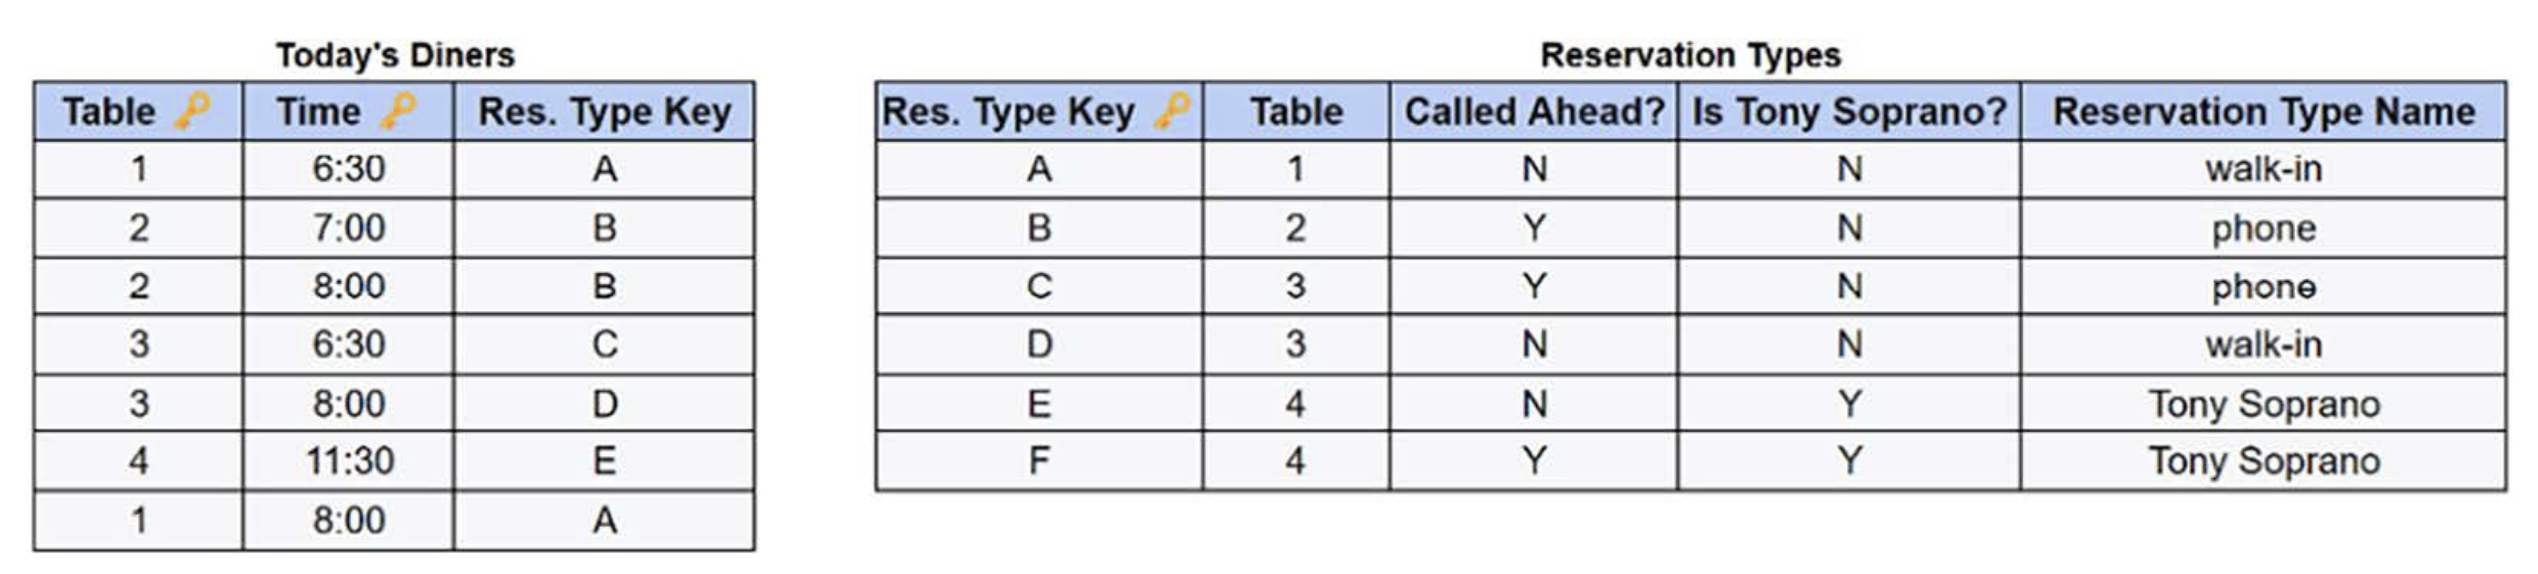 Today's Diners
Table Time Res. Type Key
1 6:30 A
2 7:00 B
2 8:00 B
3 6:30 C
3 8:00 D
4 11:30 E
1 8:00 A
Reservation Types
Res. Type Key Table Called Ahead? Is Tony Soprano? Reservation Type Name
A 1 N N walk-in
B 2 Y N phone
C 3 Y N phone
D 3 N N walk-in
E 4 N Y Tony Soprano
F 4 Y Y Tony Soprano